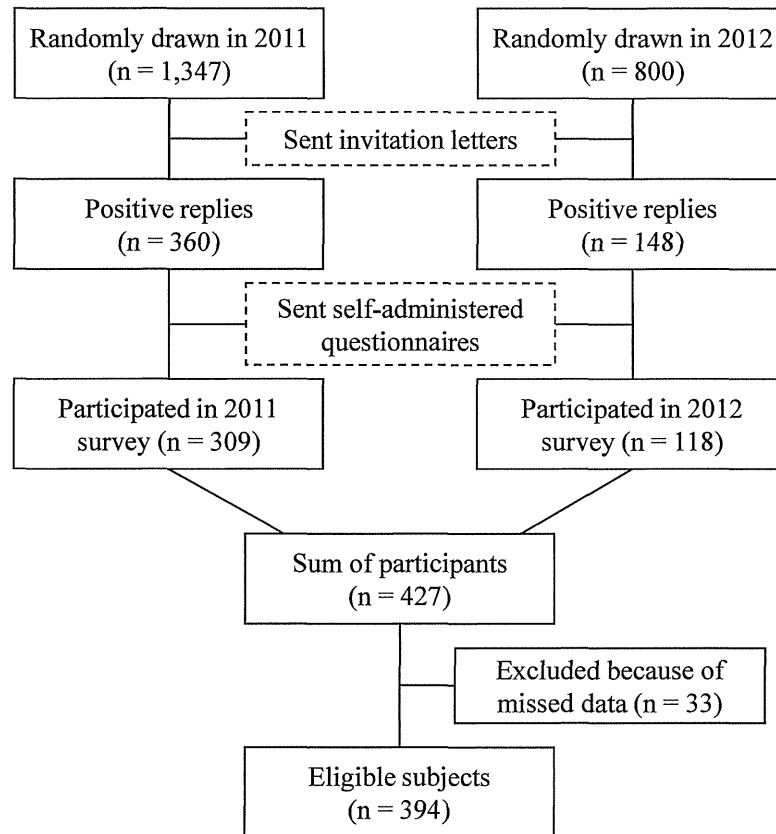 Randomly drawn in 2011
(n = 1,347)
Randomly drawn in 2012
(n = 800)
Sent invitation letters
Positive replies
(n = 360)
Positive replies
(n = 148)
Sent self-administered
questionnaires
Participated in 2011
survey (n = 309)
Participated in 2012
survey (n = 118)
Sum of participants
(n = 427)
Excluded because of
missed data (n = 33)
Eligible subjects
(n = 394)